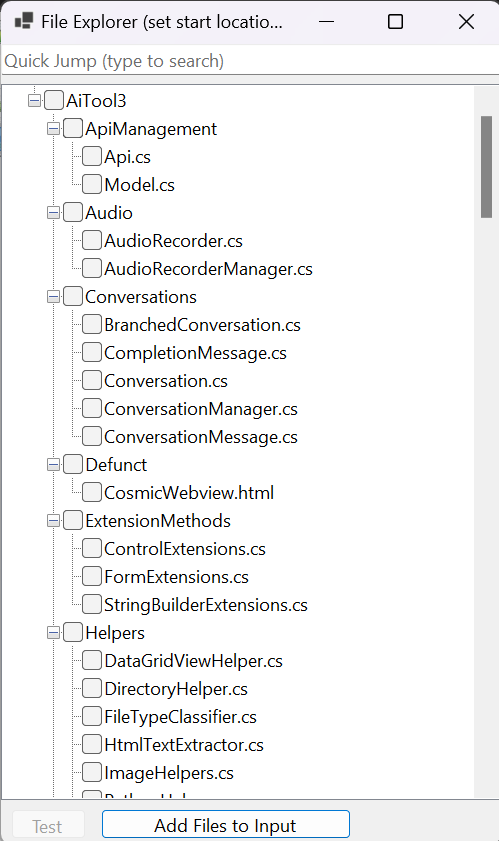 File Explorer (set start locatio...
Quick Jump (type to search)
AiTool3
ApiManagement
Api.cs
Model.cs
Audio
AudioRecorder.cs
AudioRecorderManager.cs
Conversations
BranchedConversation.cs
CompletionMessage.cs
Conversation.cs
ConversationManager.cs
ConversationMessage.cs
Defunct
CosmicWebview.html
ExtensionMethods
ControlExtensions.cs
FormExtensions.cs
StringBuilderExtensions.cs
Helpers
DataGridViewHelper.cs
DirectoryHelper.cs
FileTypeClassifier.cs
HtmlTextExtractor.cs
ImageHelpers.cs
Test
Add Files to Input